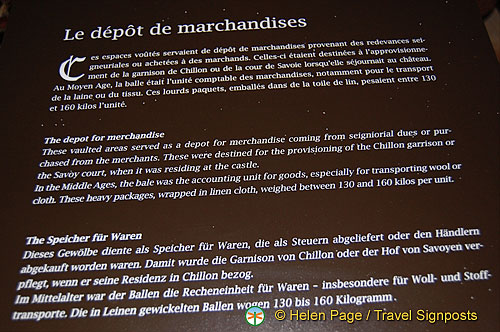 Le dépôt de marchandises
Ces espaces voûtés servaient de dépôt de marchandises provenant des redevances sei-
gneuriales ou achetées à des marchands. Celles-ci étaient destinées à l'approvisionne-
ment de la garnison de Chillon ou de la cour de Savoie lorsqu'elle séjournait au château.
Au Moyen Age, la balle était l'unité comptable des marchandises, notamment pour le transport
de la laine ou du tissu. Ces lourds paquets, emballés dans de la toile de lin, pesaient entre 130
et 160 kilos l'unité.
The depot for merchandise
These vaulted areas served as a depot for merchandise coming from seigniorial dues or pur-
chased from the merchants. These were destined for the provisioning of the Chillon garrison or
the Savoy court, when it was residing at the castle.
In the Middle Ages, the bale was the accounting unit for goods, especially for transporting wool or
cloth. These heavy packages, wrapped in linen cloth, weighed between 130 and 160 kilos per unit.
The Speicher für Waren
Dieses Gewölbe diente als Speicher für Waren, die als Steuern abgeliefert oder den Händlern
abgekauft worden waren. Damit wurde die Garnison von Chillon oder der Hof von Savoyen ver-
pflegt, wenn er seine Residenz in Chillon bezog.
Im Mittelalter war der Ballen die Recheneinheit für Waren – insbesondere für Woll- und Stoff-
transporte. Die in Leinen gewickelten Ballen wogen 130 bis 160 Kilogramm.
© Helen Page / Travel Signposts